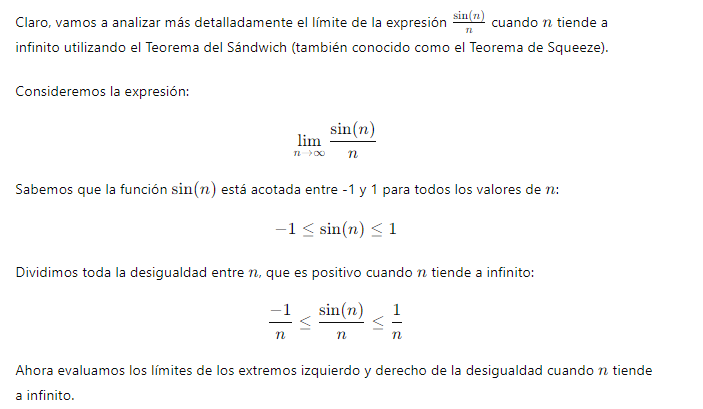 Claro, vamos a analizar más detalladamente el límite de la expresión $\frac{\sin(n)}{n}$ cuando $n$ tiende a
infinito utilizando el Teorema del Sándwich (también conocido como el Teorema de Squeeze).
Consideremos la expresión:
$\lim_{n \to \infty} \frac{\sin(n)}{n}$
Sabemos que la función $\sin(n)$ está acotada entre -1 y 1 para todos los valores de $n$:
$-1 \leq \sin(n) \leq 1$
Dividimos toda la desigualdad entre $n$, que es positivo cuando $n$ tiende a infinito:
$\frac{-1}{n} \leq \frac{\sin(n)}{n} \leq \frac{1}{n}$
Ahora evaluamos los límites de los extremos izquierdo y derecho de la desigualdad cuando $n$ tiende
a infinito.